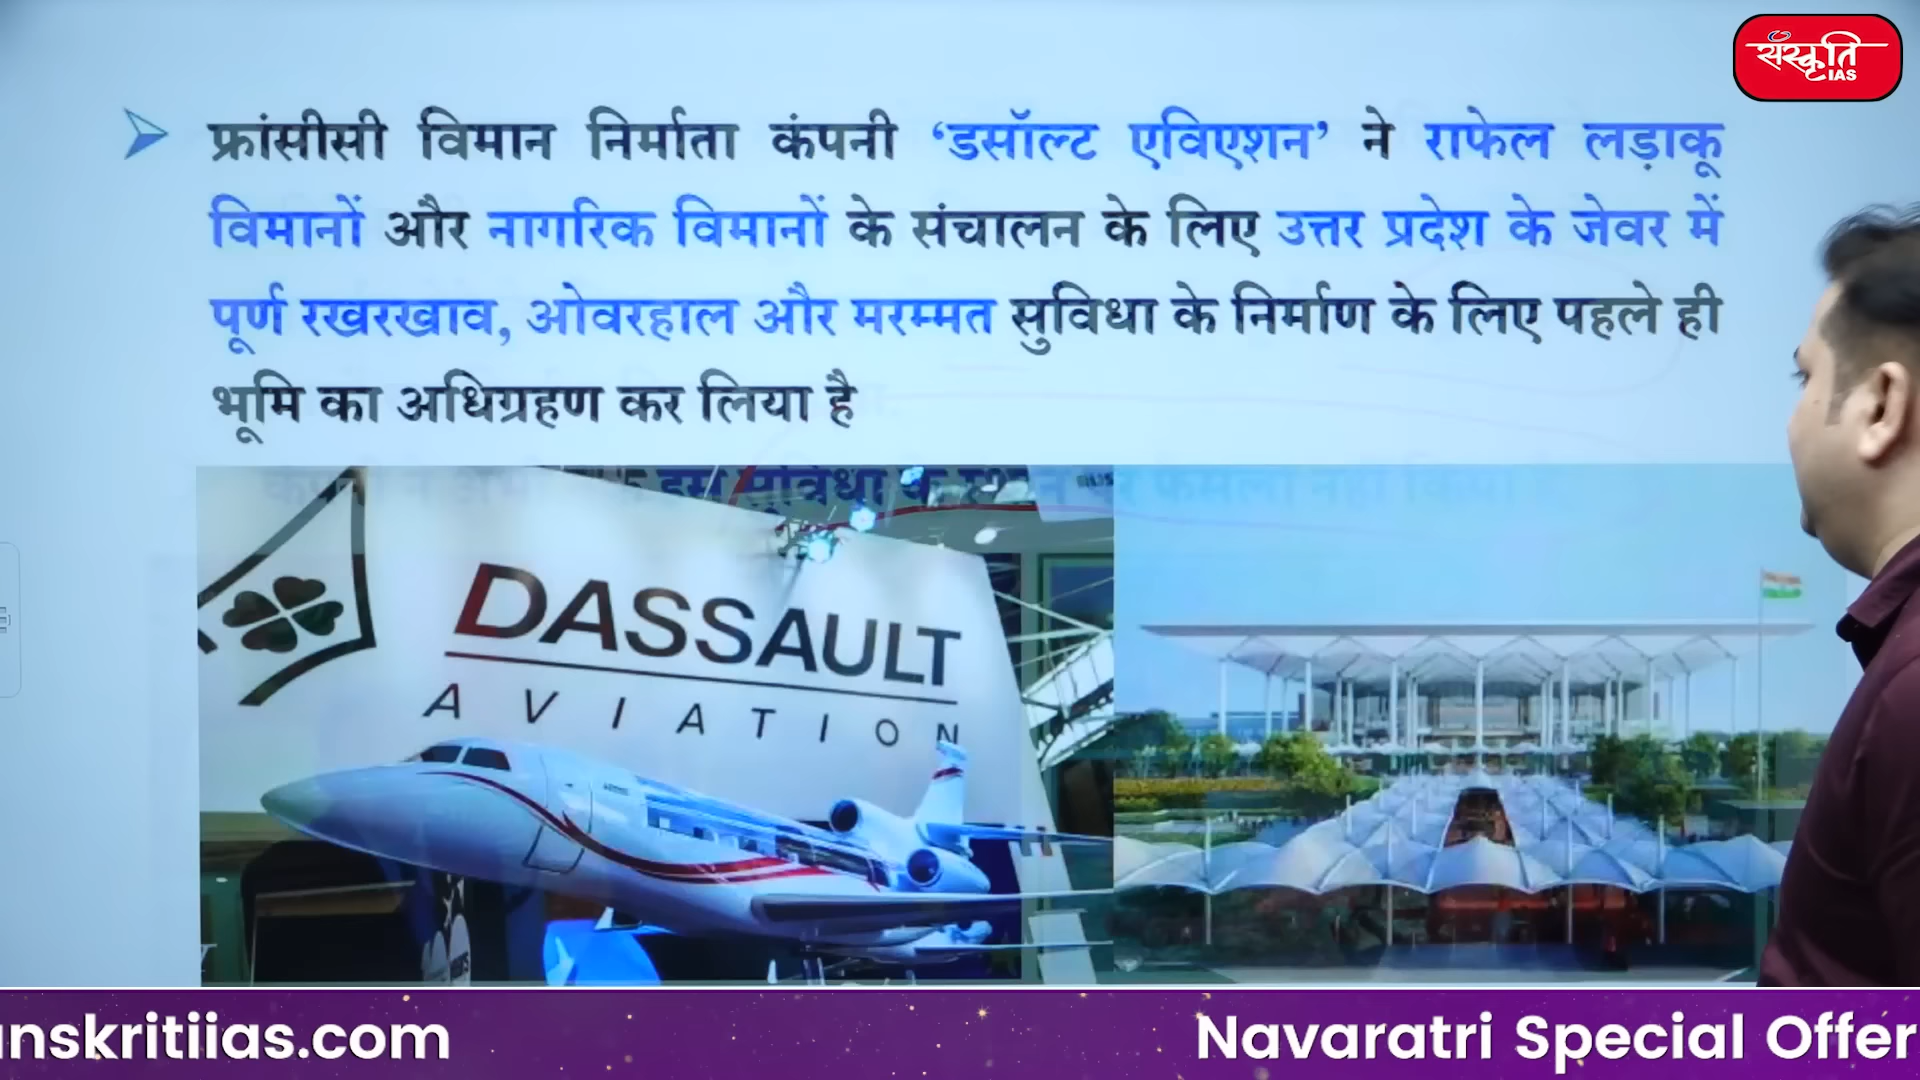 संस्कृति
IAS
फ्रांसीसी विमान निर्माता कंपनी ‘डसॉल्ट एविएशन’ ने राफेल लड़ाकू
विमानों और नागरिक विमानों के संचालन के लिए उत्तर प्रदेश के जेवर में
पूर्ण रखरखाव, ओवरहाल और मरम्मत सुविधा के निर्माण के लिए पहले ही
भूमि का अधिग्रहण कर लिया है
इस सुविधा
DASSAULT
AVIATION
nskritiias.com
Navaratri Special Offer